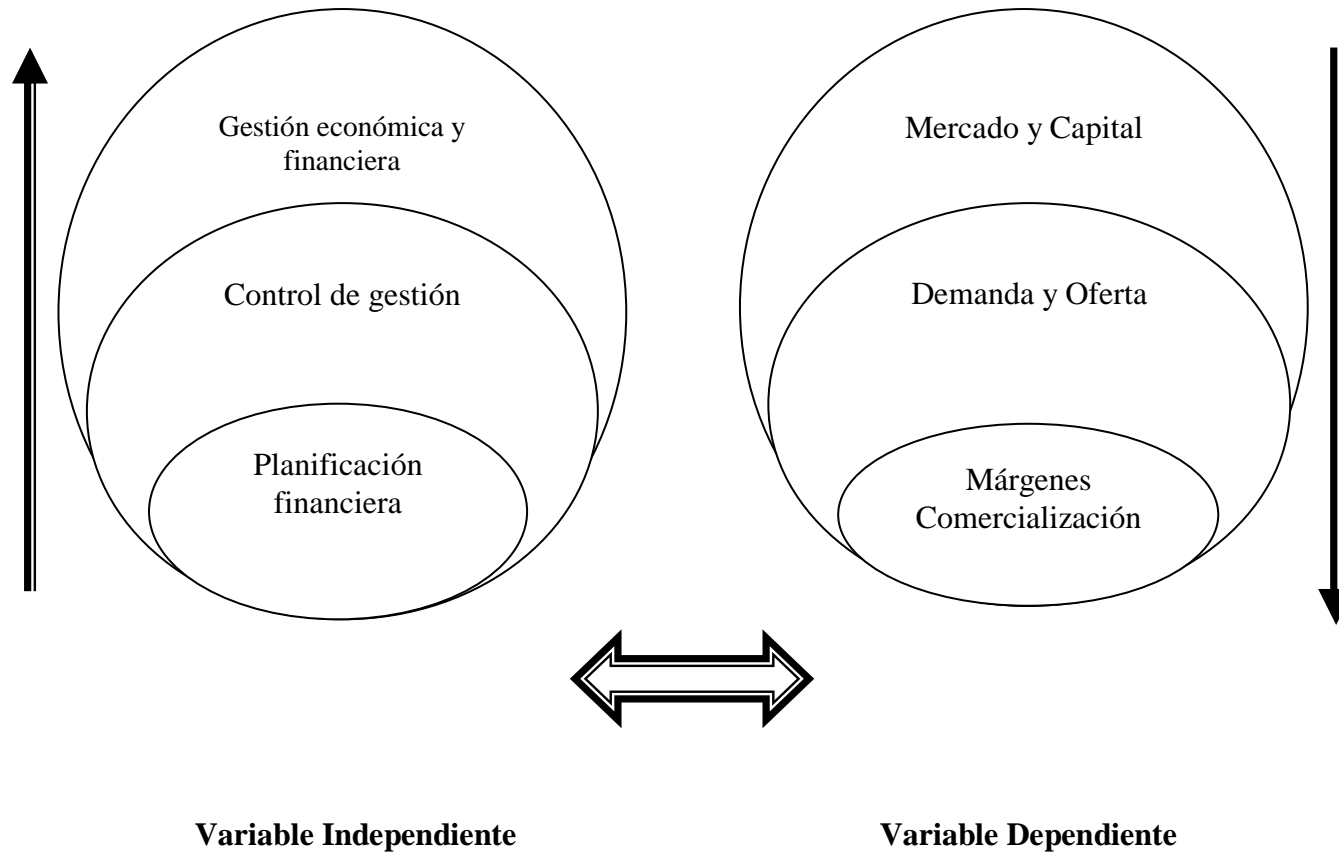 Gestión económica y
financiera
Control de gestión
Planificación
financiera
Mercado y Capital
Demanda y Oferta
Márgenes
Comercialización
Variable Independiente
Variable Dependiente